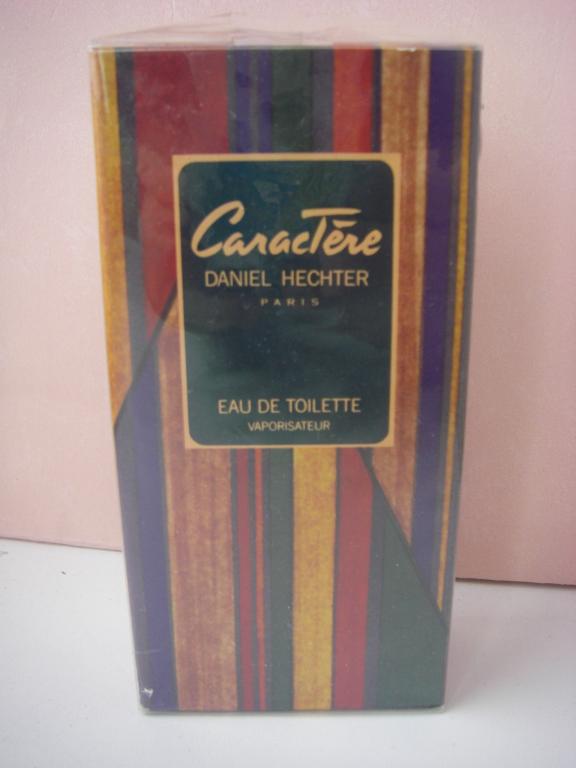 Caractère
DANIEL HECHTER
PARIS
EAU DE TOILETTE
VAPORISATEUR